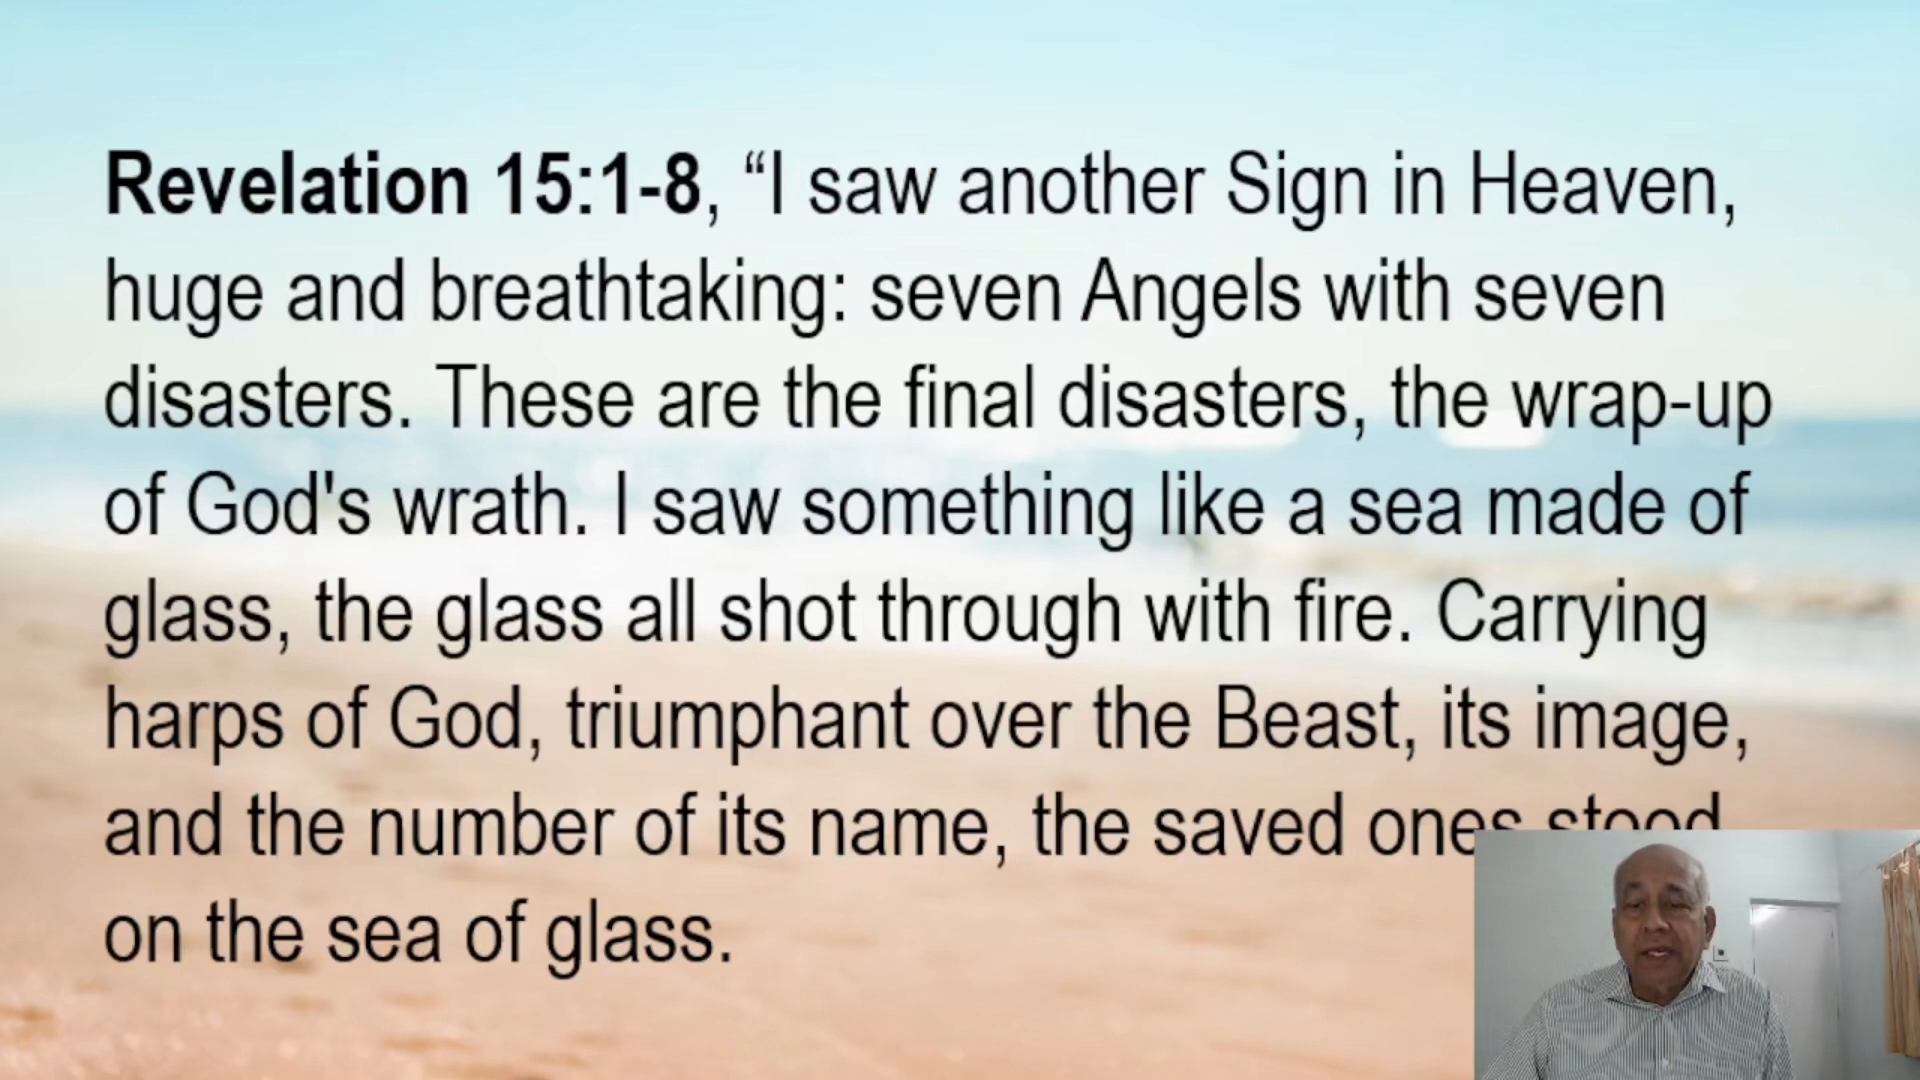 Revelation 15:1-8, “I saw another Sign in Heaven,
huge and breathtaking: seven Angels with seven
disasters. These are the final disasters, the wrap-up
of God's wrath. I saw something like a sea made of
glass, the glass all shot through with fire. Carrying
harps of God, triumphant over the Beast, its image,
and the number of its name, the saved ones stood
on the sea of glass.